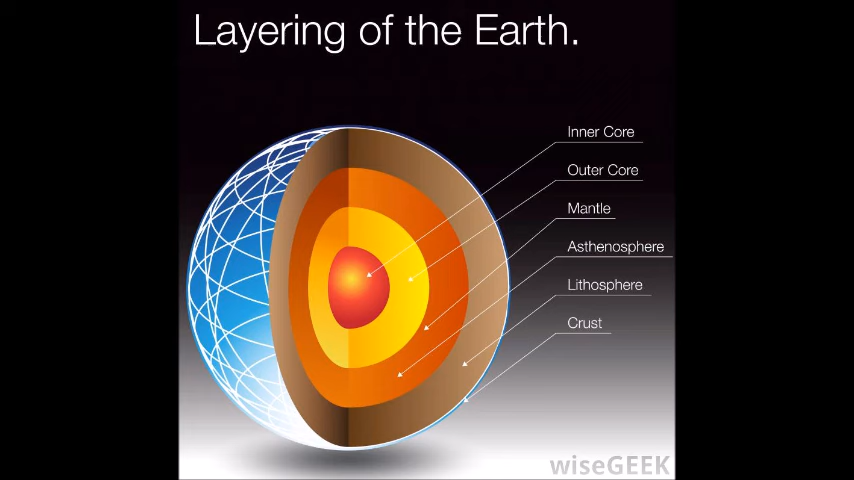 Layering of the Earth.
Inner Core
Outer Core
Mantle
Asthenosphere
Lithosphere
Crust
wiseGEEK